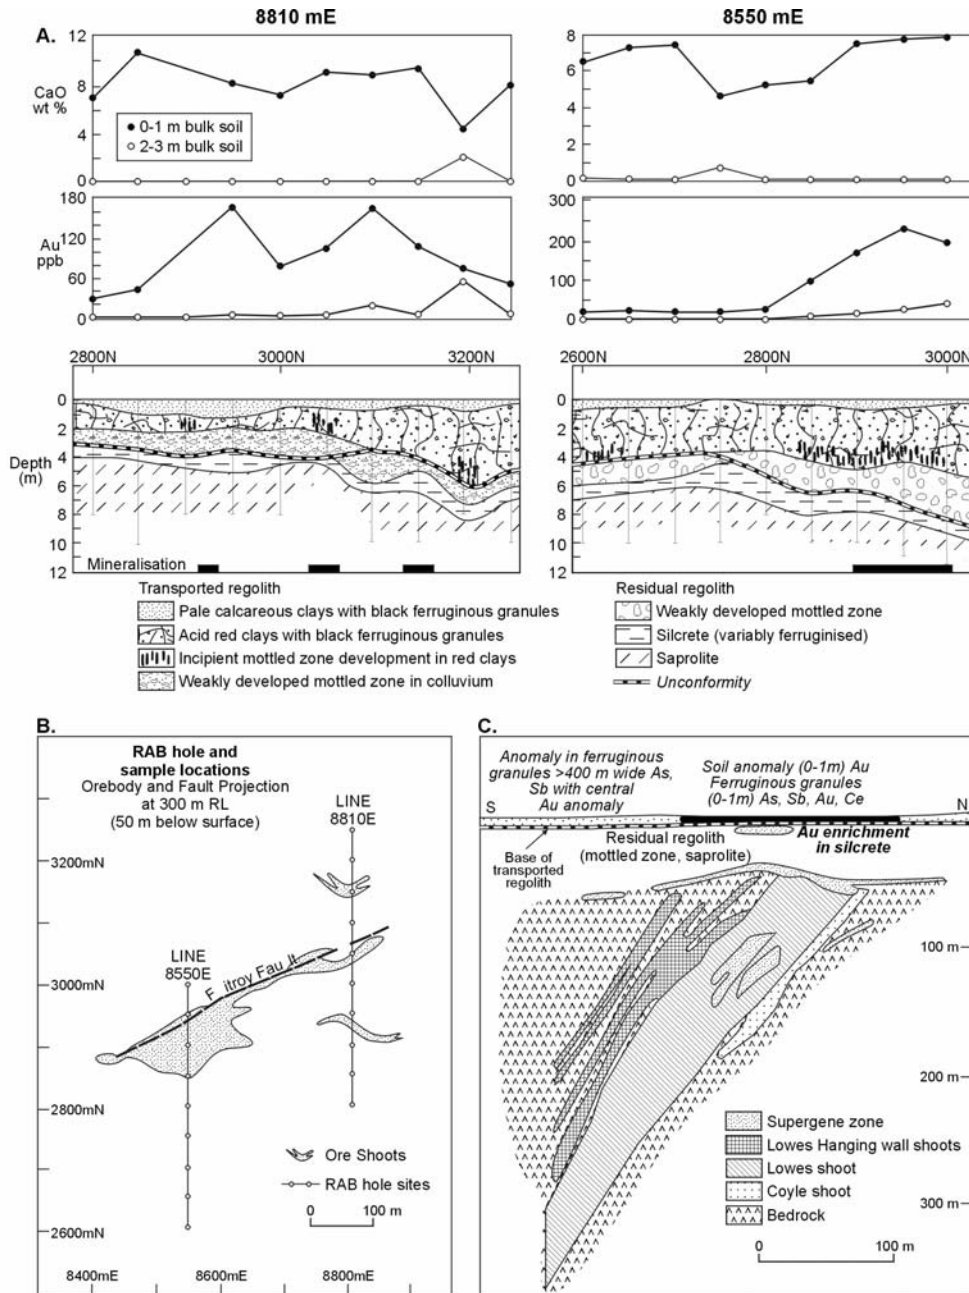 A.
8810 mE
8550 mE
12
8
4
0
CaO
wt %
0-1 m bulk soil
2-3 m bulk soil
8
6
4
2
0
180
120
60
0
Au
ppb
300
200
100
0
2800N
3000N
3200N
2600N
2800N
3000N
0
2
4
6
8
10
12
Depth
(m)
0
2
4
6
8
10
12
Mineralisation
Transported regolith
Pale calcareous clays with black ferruginous granules
Acid red clays with black ferruginous granules
Incipient mottled zone development in red clays
Weakly developed mottled zone in colluvium
Residual regolith
Weakly developed mottled zone
Silcrete (variably ferruginised)
Saprolite
Unconformity
B.
RAB hole and
sample locations
Orebody and Fault Projection
at 300 m RL
(50 m below surface)
LINE
8810E
3200mN
LINE
8550E
F itroy Fau lt
3000mN
2800mN
Ore Shoots
RAB hole sites
0
100 m
2600mN
8400mE
8600mE
8800mE
C.
Anomaly in ferruginous
granules >400 m wide As,
Sb with central
Au anomaly
Soil anomaly (0-1m) Au
Ferruginous granules
(0-1m) As, Sb, Au, Ce
S
N
Base of
transported
regolith
Residual regolith
(mottled zone, saprolite)
Au enrichment
in silcrete
100 m
200 m
300 m
Supergene zone
Lowes Hanging wall shoots
Lowes shoot
Coyle shoot
Bedrock
0
100 m